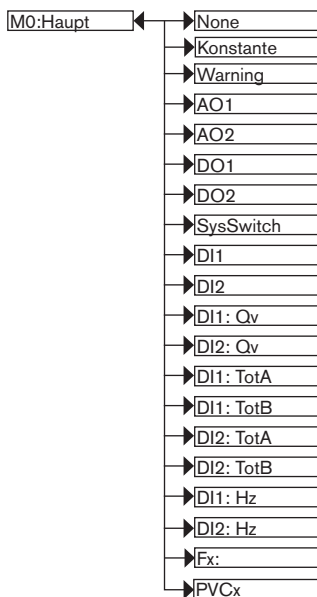 M0:Haupt
None
Konstante
Warning
AO1
AO2
DO1
DO2
SysSwitch
DI1
DI2
DI1: Qv
DI2: Qv
DI1: TotA
DI1: TotB
DI2: TotA
DI2: TotB
DI1: Hz
DI2: Hz
Fx:
PVCx